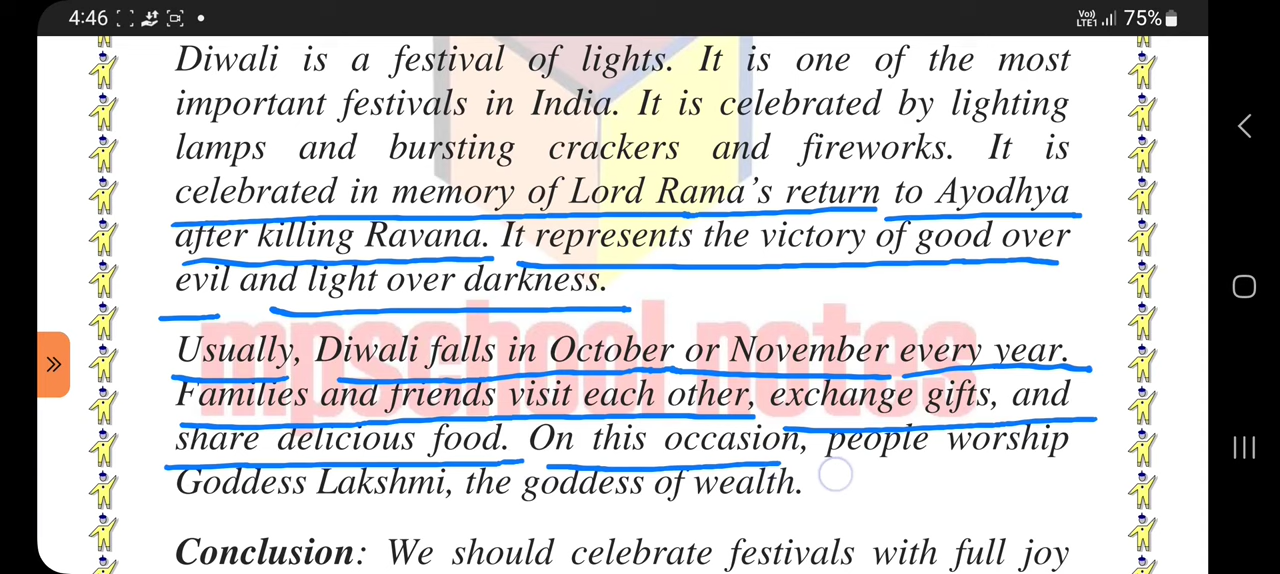 4:46
Vo)) LTE1 75%
Diwali is a festival of lights. It is one of the most
important festivals in India. It is celebrated by lighting
lamps and bursting crackers and fireworks. It is
celebrated in memory of Lord Rama's return to Ayodhya
after killing Ravana. It represents the victory of good over
evil and light over darkness.
mpschool notes
Usually, Diwali falls in October or November every year.
Families and friends visit each other, exchange gifts, and
share delicious food. On this occasion, people worship
Goddess Lakshmi, the goddess of wealth.
Conclusion: We should celebrate festivals with full joy